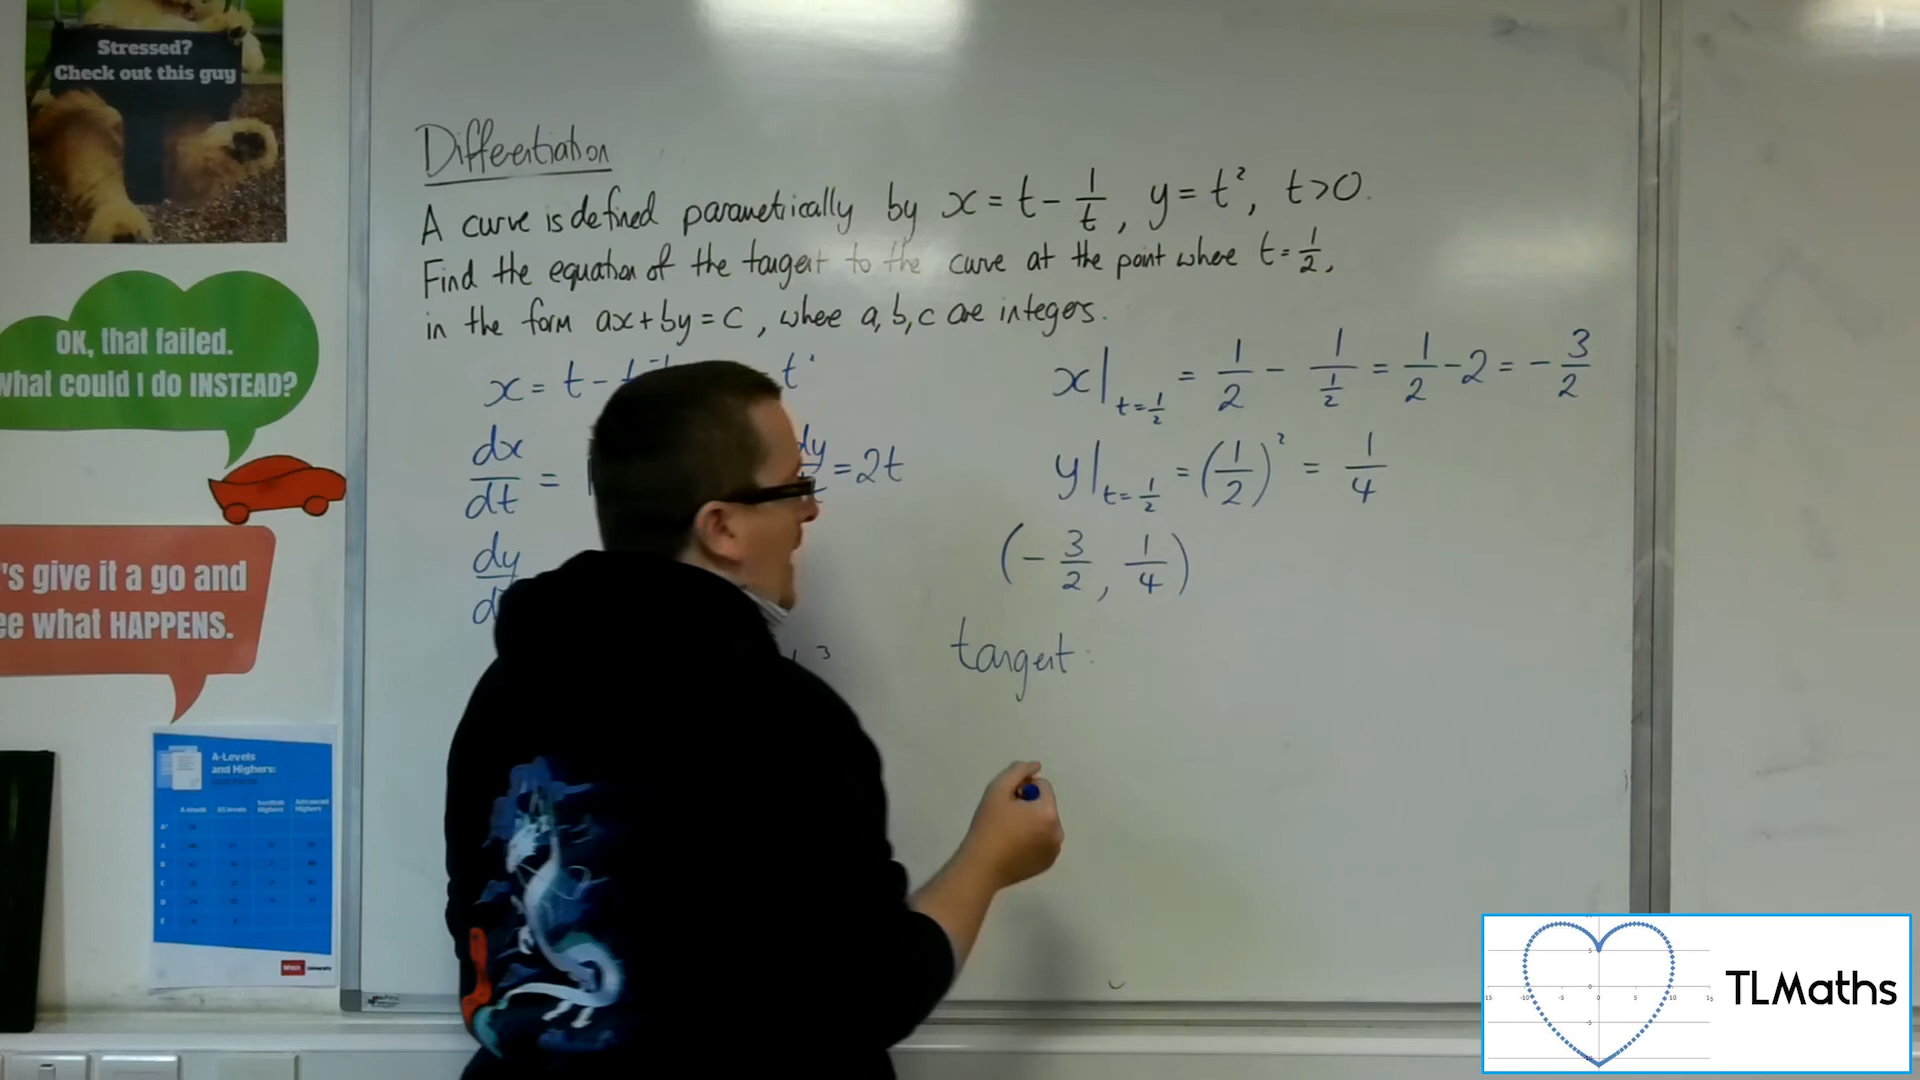 Stressed?
Check out this guy
OK, that failed.
What could I do INSTEAD?
's give it a go and
ee what HAPPENS.
A-Levels
and Highers:
Differentiation
A curve is defined parametrically by x = t - 1/t, y = t², t>0.
Find the equation of the tangent to the curve at the point where t = 1/2,
in the form ax + by = c, where a, b, c are integers.
x = t - t⁻¹
dx/dt =
dy/dt = 2t
dy
x|t=1/2 = 1/2 - 1/(1/2) = 1/2 - 2 = -3/2
y|t=1/2 = (1/2)² = 1/4
(-3/2, 1/4)
tangent:
TLMaths